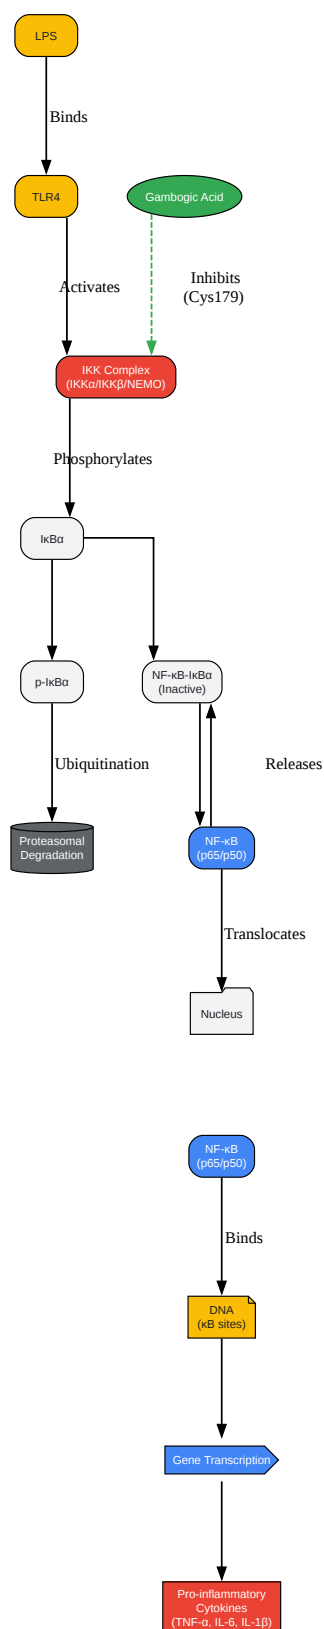 LPS
Binds
TLR4
Gambogic Acid
Activates
Inhibits
(Cys179)
IKK Complex
(IKKα/IKKβ/NEMO)
Phosphorylates
IκBα
p-IκBα
NF-κB-IκBα
(Inactive)
Ubiquitination
Releases
Proteasomal
Degradation
NF-κB
(p65/p50)
Translocates
Nucleus
NF-κB
(p65/p50)
Binds
DNA
(κB sites)
Gene Transcription
Pro-inflammatory
Cytokines
(TNF-α, IL-6, IL-1β)